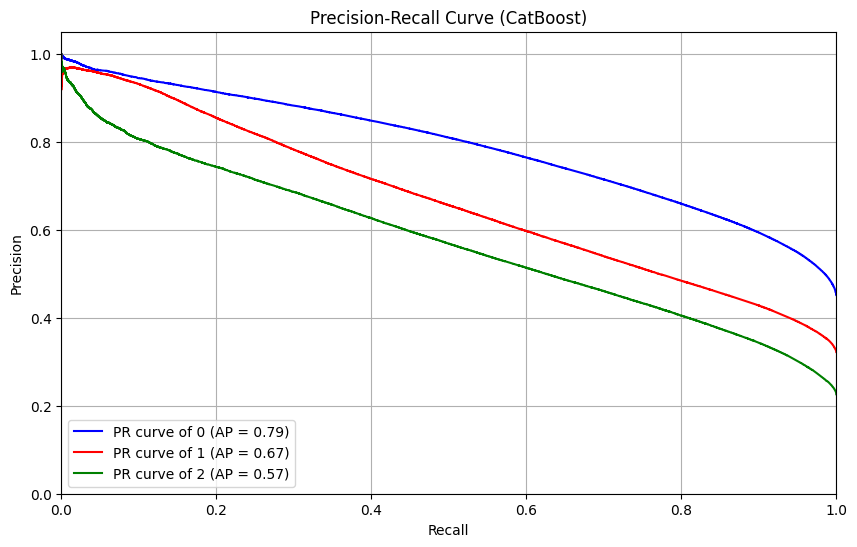 Precision-Recall Curve (CatBoost)
1.0
0.8
0.6
0.4
0.2
0.0
Precision
PR curve of 0 (AP = 0.79)
PR curve of 1 (AP = 0.67)
PR curve of 2 (AP = 0.57)
0.0 0.2 0.4 0.6 0.8 1.0
Recall